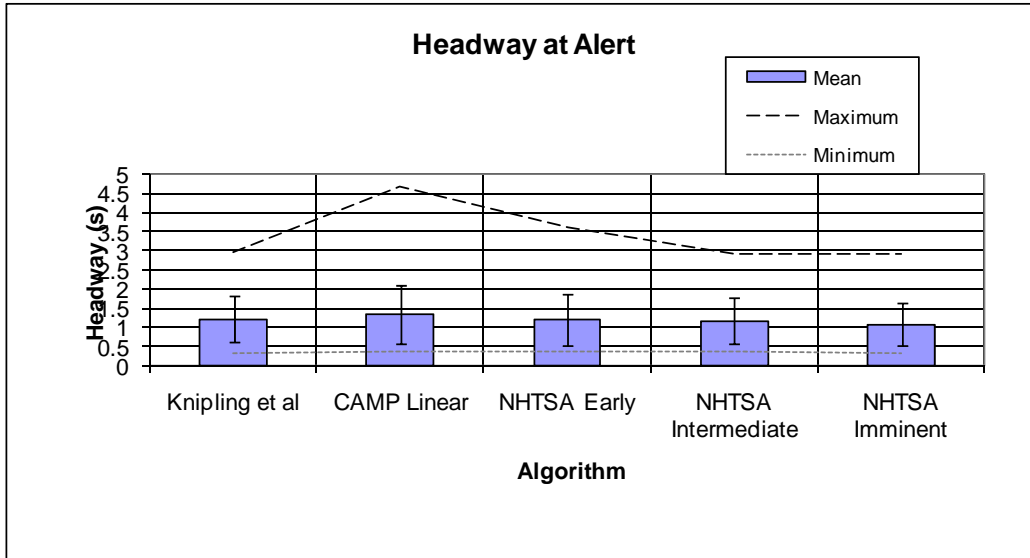 Headway at Alert
Mean
Maximum
Minimum
Headway (s)
5
4.5
4
3.5
3
2.5
2
1.5
1
0.5
0
Knipling et al
CAMP Linear
NHTSA Early
NHTSA
Intermediate
NHTSA
Imminent
Algorithm